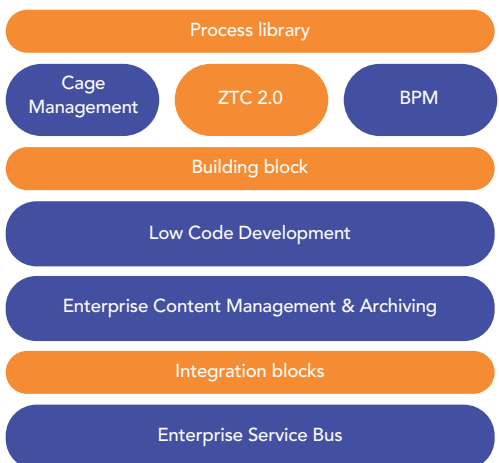 Process library
Cage
Management
ZTC 2.0
BPM
Building block
Low Code Development
Enterprise Content Management & Archiving
Integration blocks
Enterprise Service Bus